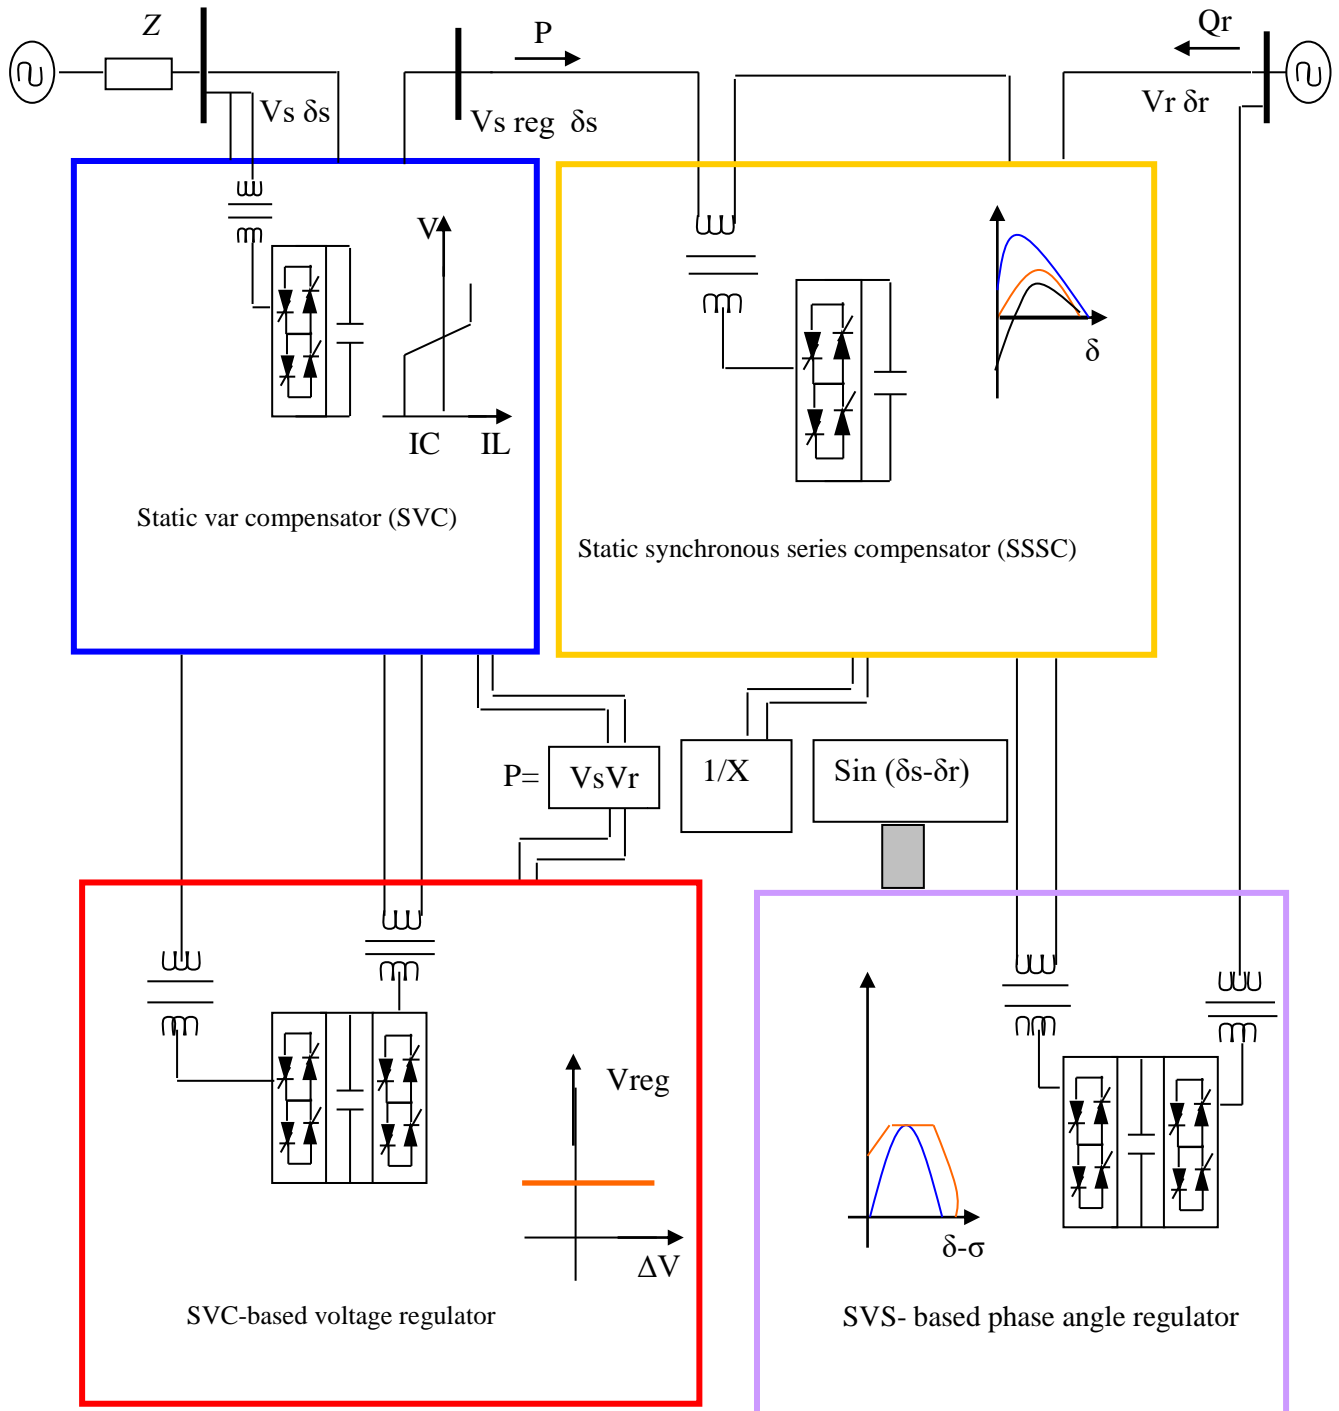 Z
P
Qr
Vs δs
Vs reg δs
Vr δr
V
IC IL
δ
Static var compensator (SVC)
Static synchronous series compensator (SSSC)
P= VsVr
1/X
Sin (δs-δr)
Vreg
ΔV
δ-σ
SVC-based voltage regulator
SVS- based phase angle regulator